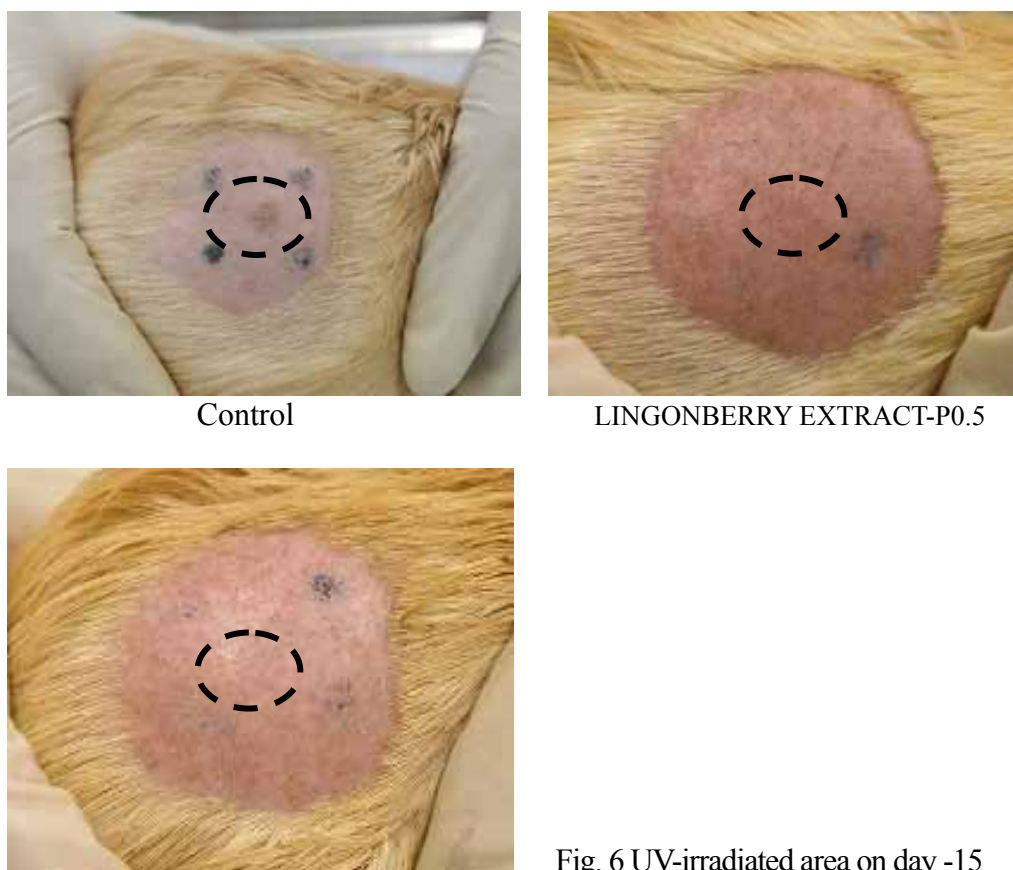 Control
LINGONBERRY EXTRACT-P0.5
Fig. 6 UV-irradiated area on day -15